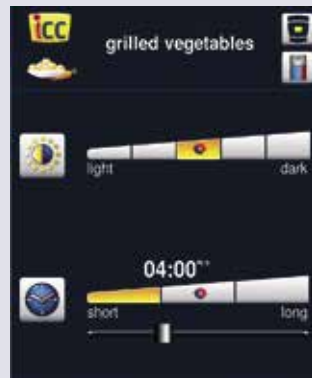 icc
grilled vegetables
light dark
04:00
short long